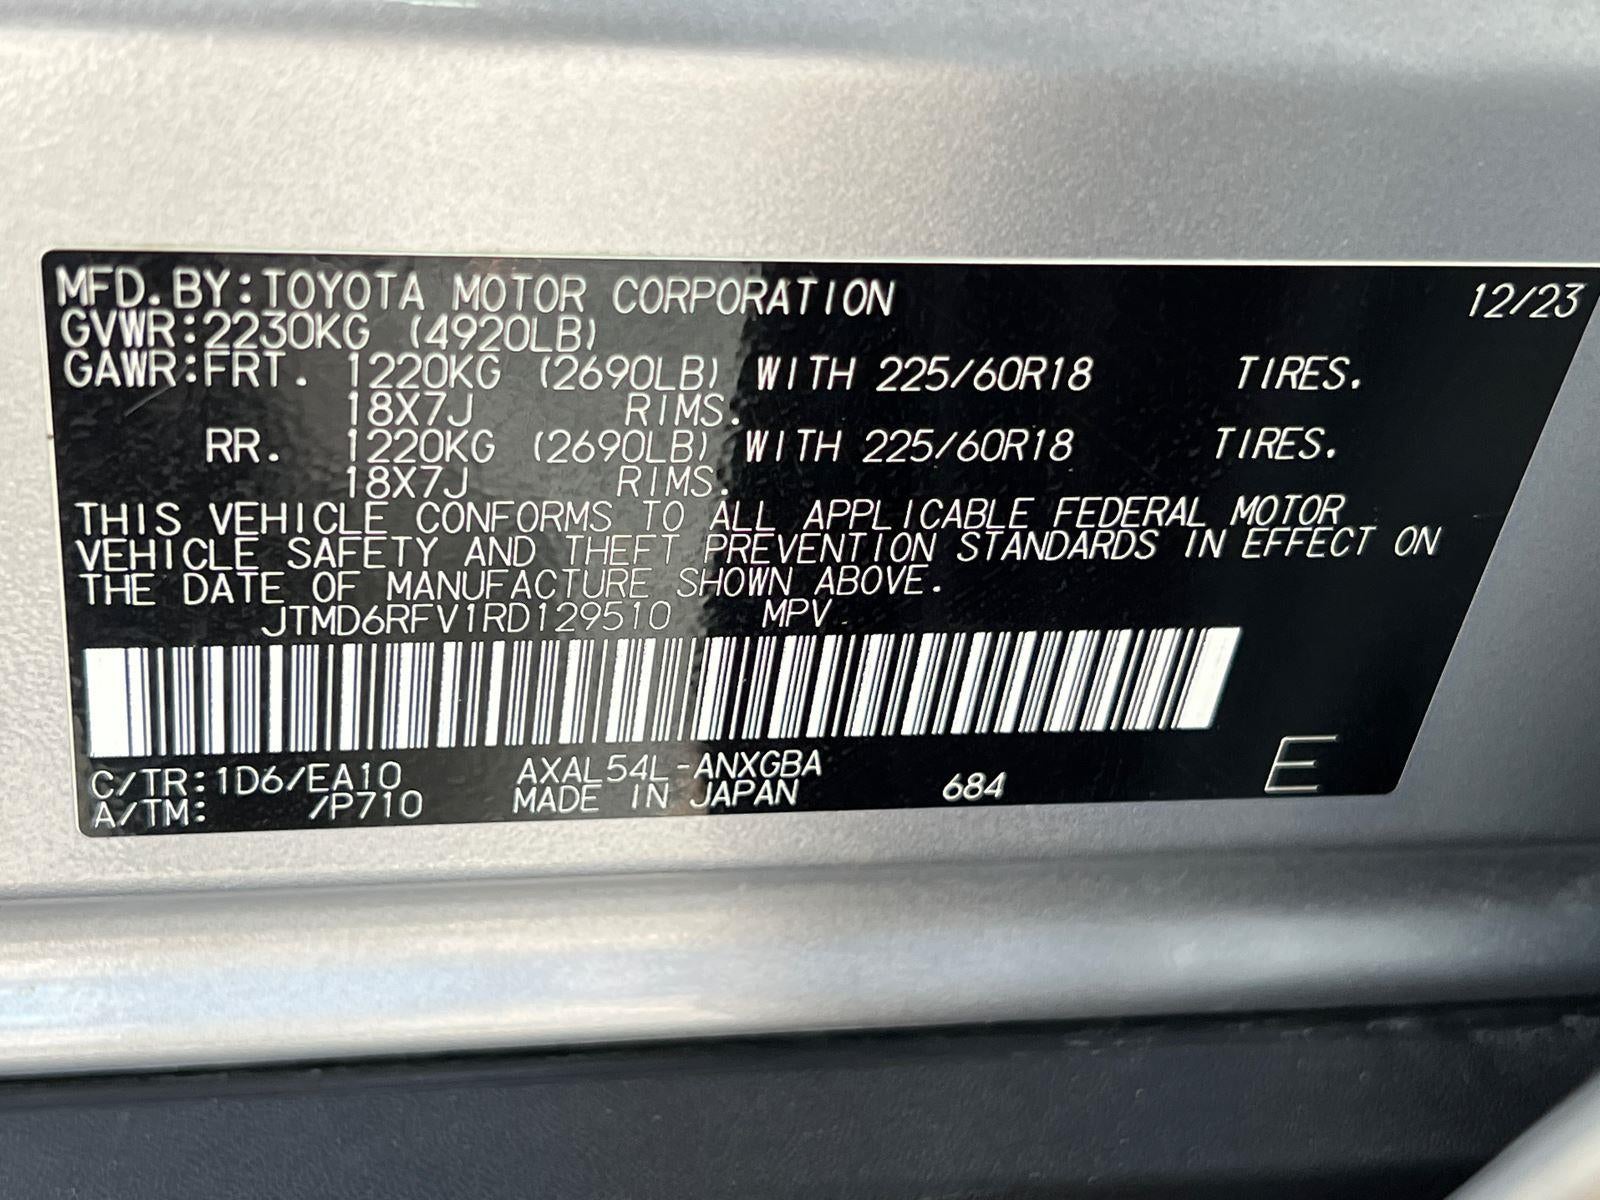 MFD.BY:TOYOTA MOTOR CORPORATION 12/23
GVWR:2230KG (4920LB)
GAWR:FRT. 1220KG (2690LB) WITH 225/60R18 TIRES.
18X7J RIMS.
RR. 1220KG (2690LB) WITH 225/60R18 TIRES.
18X7J RIMS.
THIS VEHICLE CONFORMS TO ALL APPLICABLE FEDERAL MOTOR
VEHICLE SAFETY AND THEFT PREVENTION STANDARDS IN EFFECT ON
THE DATE OF MANUFACTURE SHOWN ABOVE.
JTMD6RFV1RD129510 MPV
C/TR:1D6/EA10 AXAL54L-ANXGBA
A/TM: /P710 MADE IN JAPAN 684 E